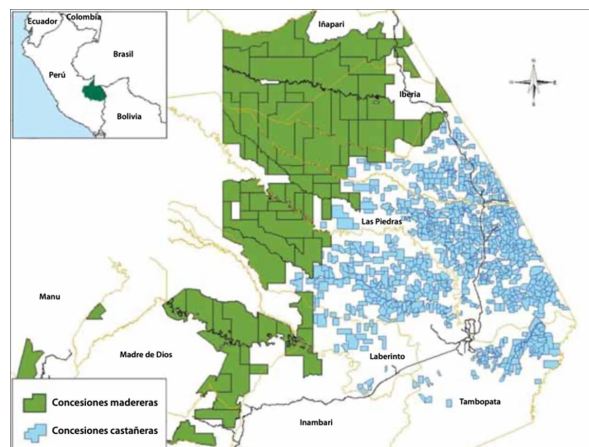 Ecuador
Colombia
Brasil
Perú
Bolivia
Iñapari
Iberia
Las Piedras
Manu
Madre de Dios
Laberinto
Tambopata
Inambari
Concesiones madereras
Concesiones castañeras